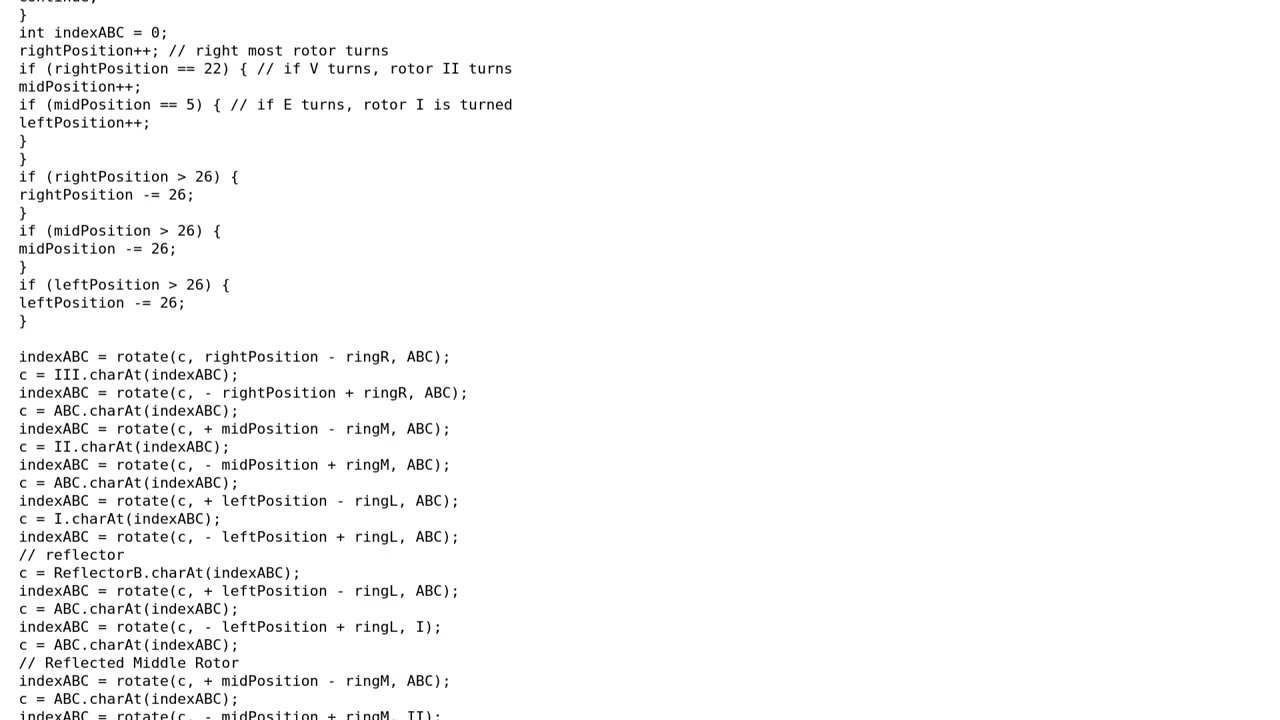 continue;
}
int indexABC = 0;
rightPosition++; // right most rotor turns
if (rightPosition == 22) { // if V turns, rotor II turns
midPosition++;
if (midPosition == 5) { // if E turns, rotor I is turned
leftPosition++;
}
}
if (rightPosition > 26) {
rightPosition -= 26;
}
if (midPosition > 26) {
midPosition -= 26;
}
if (leftPosition > 26) {
leftPosition -= 26;
}

indexABC = rotate(c, rightPosition - ringR, ABC);
c = III.charAt(indexABC);
indexABC = rotate(c, - rightPosition + ringR, ABC);
c = ABC.charAt(indexABC);
indexABC = rotate(c, + midPosition - ringM, ABC);
c = II.charAt(indexABC);
indexABC = rotate(c, - midPosition + ringM, ABC);
c = ABC.charAt(indexABC);
indexABC = rotate(c, + leftPosition - ringL, ABC);
c = I.charAt(indexABC);
indexABC = rotate(c, - leftPosition + ringL, ABC);
// reflector
c = ReflectorB.charAt(indexABC);
indexABC = rotate(c, + leftPosition - ringL, ABC);
c = ABC.charAt(indexABC);
indexABC = rotate(c, - leftPosition + ringL, I);
c = ABC.charAt(indexABC);
// Reflected Middle Rotor
indexABC = rotate(c, + midPosition - ringM, ABC);
c = ABC.charAt(indexABC);
indexABC = rotate(c, - midPosition + ringM, II);